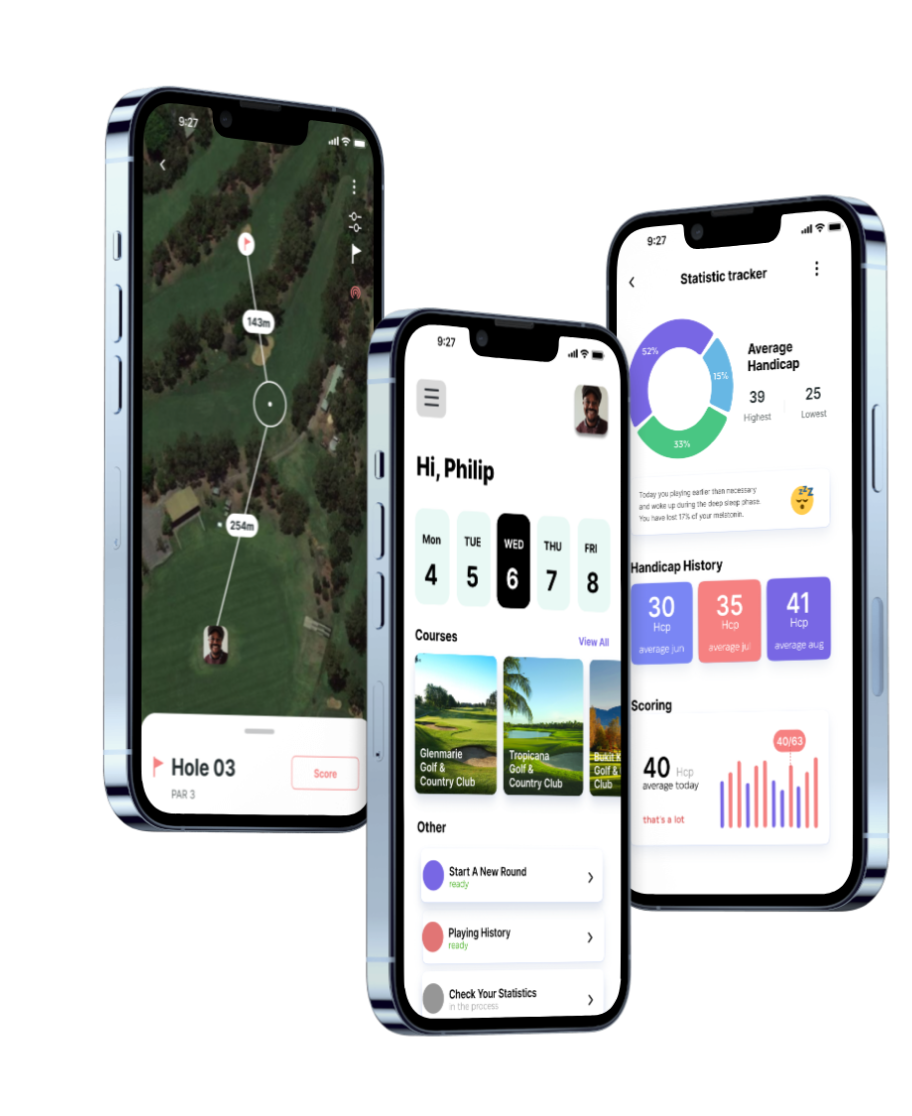 9:27
143m
254m
Hole 03
PAR 3
Score
9:27
Hi, Philip
Mon
4
TUE
5
WED
6
THU
7
FRI
8
Courses
View All
Glenmarie
Golf &
Country Club
Tropicana
Golf &
Country Club
Bukit K
Golf &
Club
Other
Start A New Round
ready
Playing History
ready
Check Your Statistics
in the process
9:27
Statistic tracker
52%
15%
33%
Average
Handicap
39
Highest
25
Lowest
Today you playing earlier than necessary
and woke up during the deep sleep phase.
You have lost 17% of your melatonin.
zzz
Handicap History
30
Hcp
average jun
35
Hcp
average jul
41
Hcp
average aug
Scoring
40/63
40 Hcp
average today
that's a lot